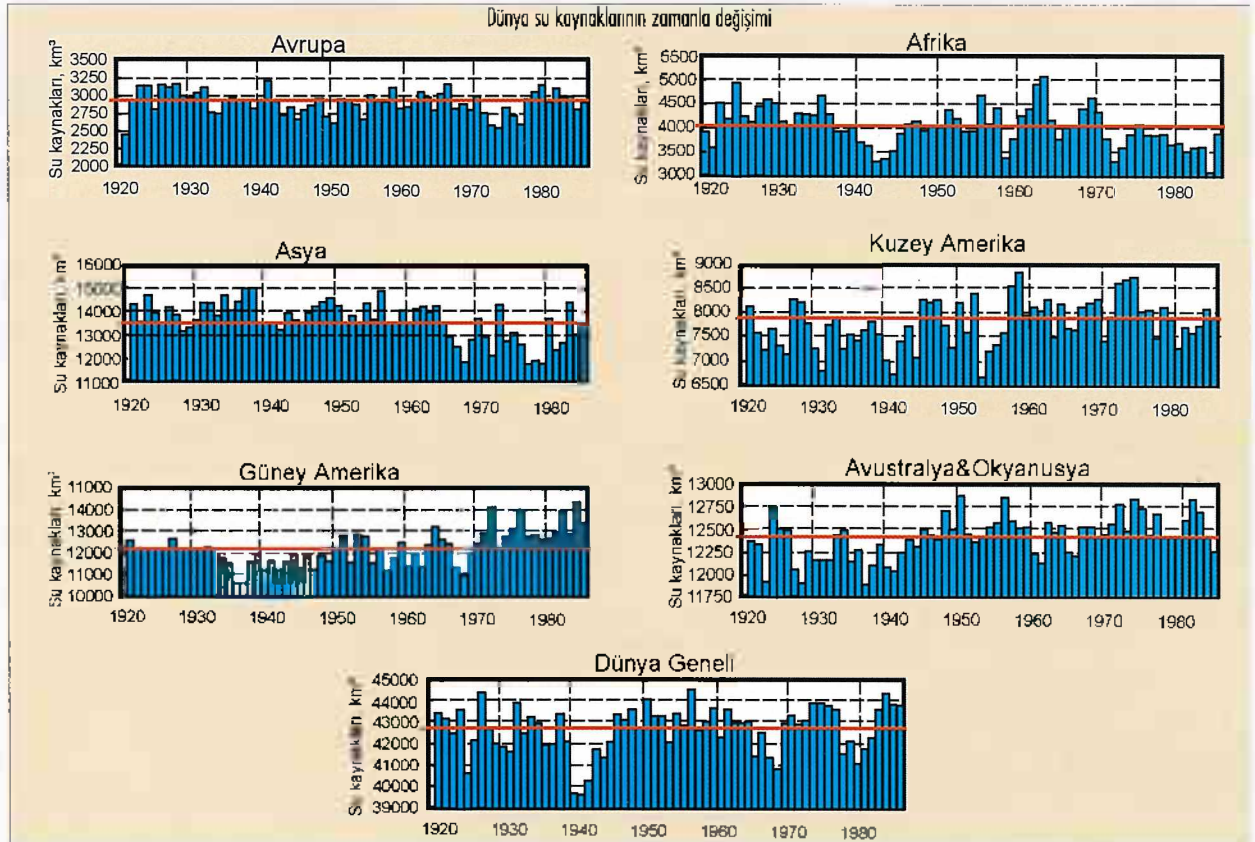 Dünya su kaynaklarının zamanla değişimi
Avrupa
Su kaynakları, km³
3500
3250
3000
2750
2500
2250
2000
1920 1930 1940 1950 1960 1970 1980
Afrika
Su kaynakları, km³
5500
5000
4500
4000
3500
3000
1920 1930 1940 1950 1960 1970 1980
Asya
Su kaynakları, km³
16000
15000
14000
13000
12000
11000
1920 1930 1940 1950 1960 1970 1980
Kuzey Amerika
Su kaynakları, km³
9000
8500
8000
7500
7000
6500
1920 1930 1940 1950 1960 1970 1980
Güney Amerika
Su kaynakları, km³
11000
14000
13000
12000
11000
10000
1920 1930 1940 1950 1960 1970 1980
Avustralya&Okyanusya
Su kaynakları, km³
13000
12750
12500
12250
12000
11750
1920 1930 1940 1950 1960 1970 1980
Dünya Geneli
Su kaynakları, km³
45000
44000
43000
42000
41000
40000
39000
1920 1930 1940 1950 1960 1970 1980